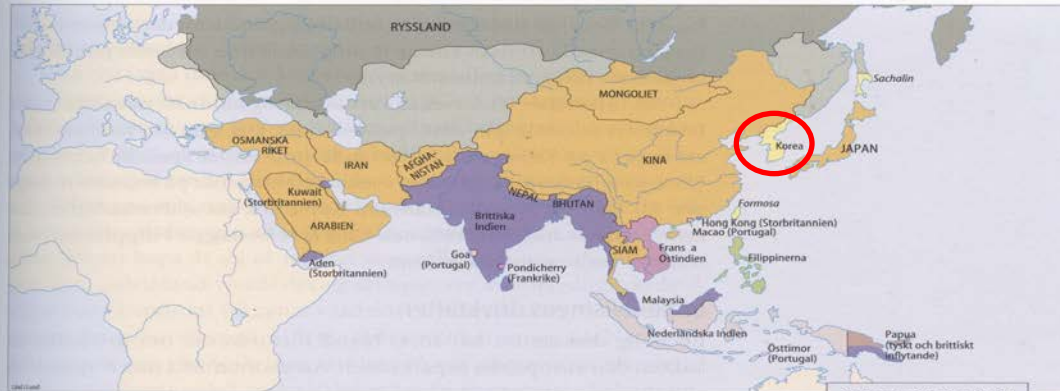 RYSSLAND
Sachalin
MONGOLIET
OSMANSKA
RIKET
IRAN
AFGHA-
NISTAN
KINA
Korea
JAPAN
Kuwait
(Storbritannien)
NEPAL
BHUTAN
ARABIEN
Brittiska
Indien
Formosa
Hong Kong (Storbritannien)
Macao (Portugal)
SIAM
Frans a
Ostindien
Filippinerna
Goa
(Portugal)
Pondicherry
(Frankrike)
Aden
(Storbritannien)
Malaysia
Nederländska Indien
Östtimor
(Portugal)
Papua
(tyskt och brittiskt
inflytande)